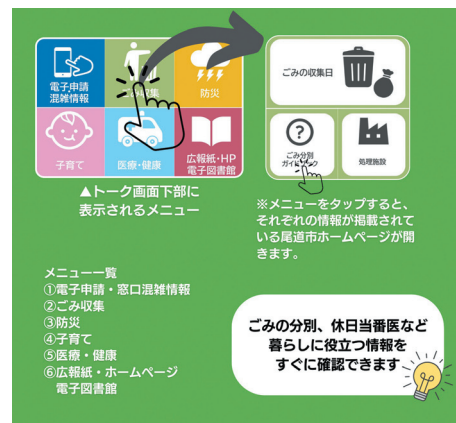 電子申請
混雑情報
ごみ収集
防災
子育て
医療・健康
広報紙・HP
電子図書館
▲トーク画面下部に
表示されるメニュー
ごみの収集日
?
ごみ分別
ガイドブック
処理施設
※メニューをタップすると、
それぞれの情報が掲載されて
いる尾道市ホームページが開
きます。
メニュー一覧
①電子申請・窓口混雑情報
②ごみ収集
③防災
④子育て
⑤医療・健康
⑥広報紙・ホームページ
電子図書館
ごみの分別、休日当番医など
暮らしに役立つ情報を
すぐに確認できます